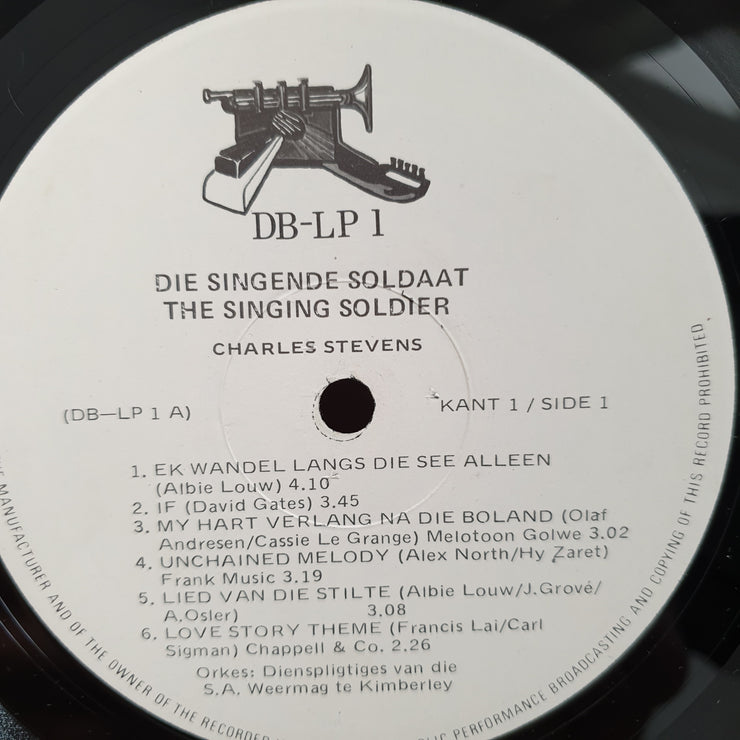 DB-LP 1
DIE SINGENDE SOLDAAT
THE SINGING SOLDIER
CHARLES STEVENS
(DB—LP 1 A)
KANT 1 / SIDE 1
1. EK WANDEL LANGS DIE SEE ALLEEN
(Albie Louw) 4.10
2. IF (David Gates) 3.45
3. MY HART VERLANG NA DIE BOLAND (Olaf
Andresen/Cassie Le Grange) Melotoon Golwe 3.02
4. UNCHAINED MELODY (Alex North/Hy Zaret)
Frank Music 3.19
5. LIED VAN DIE STILTE (Albie Louw/J.Grové/
A.Osler) 3.08
6. LOVE STORY THEME (Francis Lai/Carl
Sigman) Chappell & Co. 2.26
Orkes: Dienspligtiges van die
S.A. Weermag te Kimberley
MANUFACTURER AND OF THE OWNER OF THE RECORDED
PERFORMANCE BROADCASTING AND COPYING OF THIS RECORD PROHIBITED,